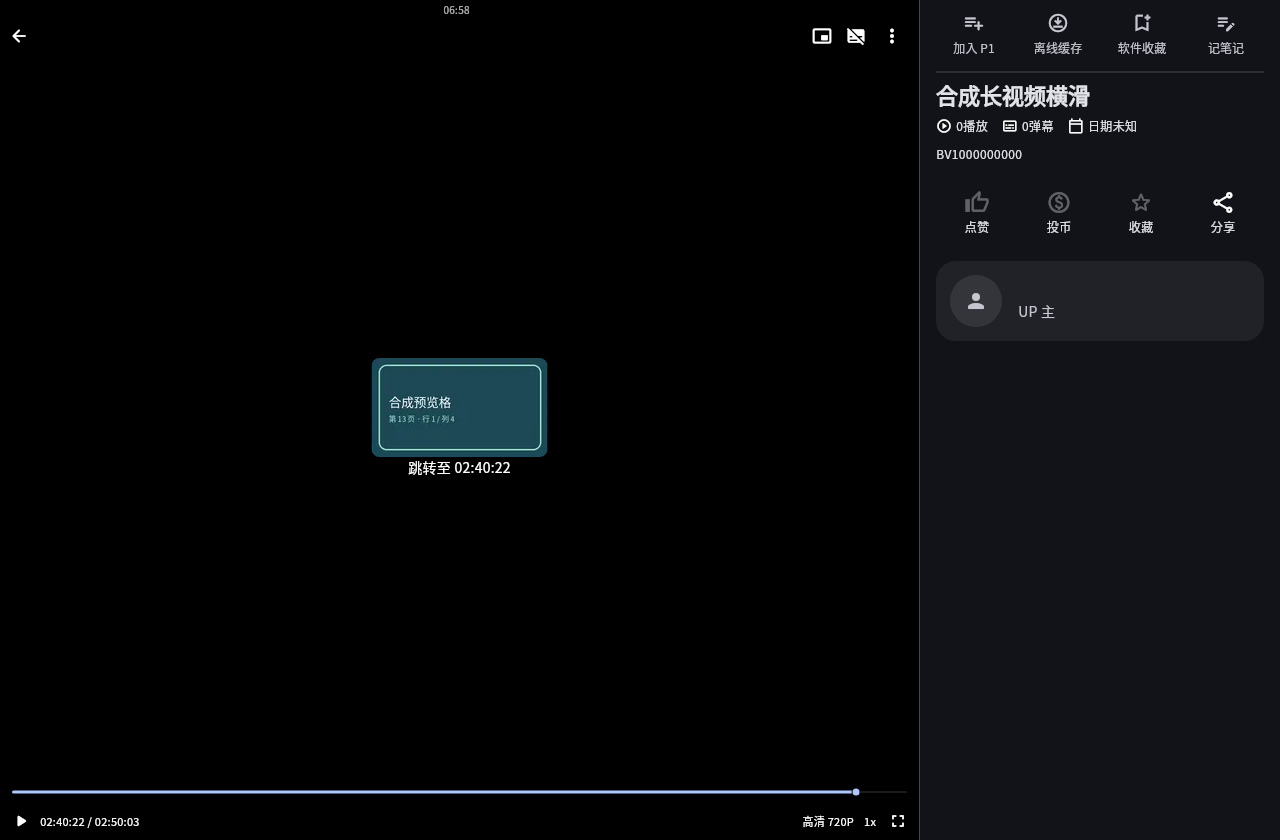 06:58
合成预览格
第13页 · 行1 / 列4
跳转至 02:40:22
02:40:22 / 02:50:03
高清 720P
1x
加入 P1
离线缓存
软件收藏
记笔记
合成长视频横滑
0播放
0弹幕
日期未知
BV1000000000
点赞
投币
收藏
分享
UP 主